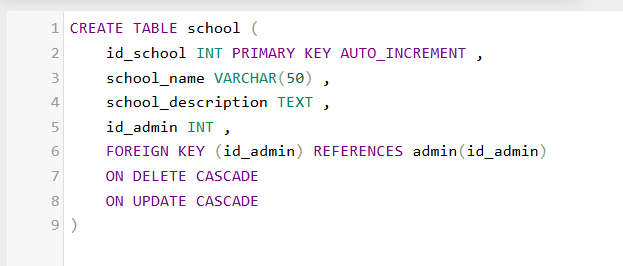 1 CREATE TABLE school (
2 id_school INT PRIMARY KEY AUTO_INCREMENT ,
3 school_name VARCHAR(50) ,
4 school_description TEXT ,
5 id_admin INT ,
6 FOREIGN KEY (id_admin) REFERENCES admin(id_admin)
7 ON DELETE CASCADE
8 ON UPDATE CASCADE
9 )